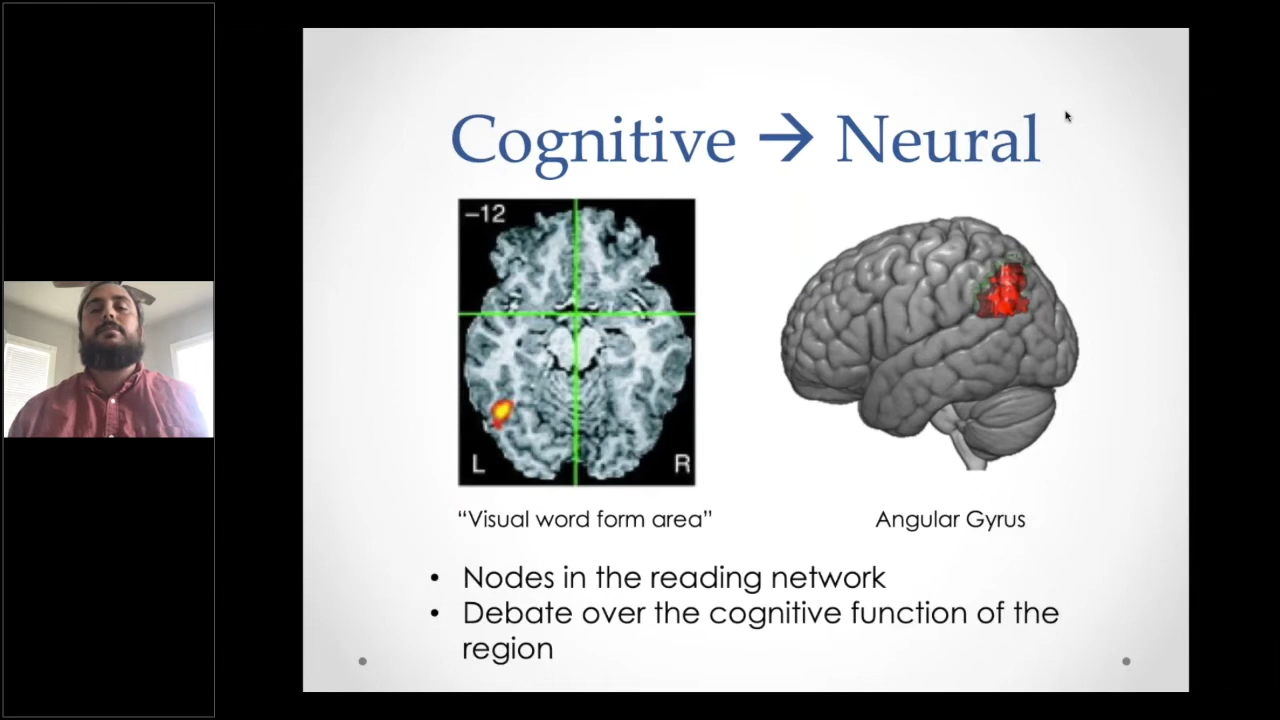 Cognitive → Neural
–12
L
R
“Visual word form area”
Angular Gyrus
• Nodes in the reading network
• Debate over the cognitive function of the
region